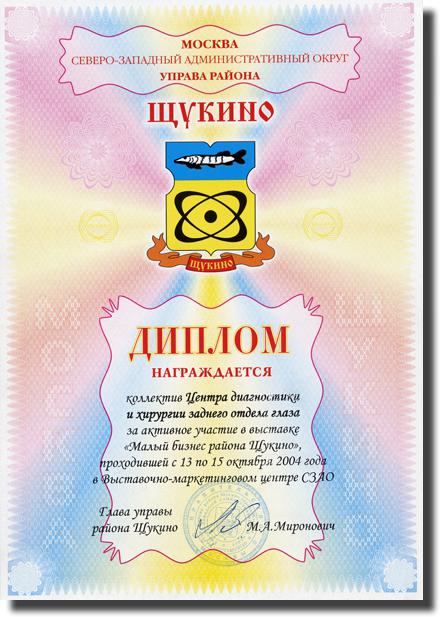 МОСКВА
СЕВЕРО-ЗАПАДНЫЙ АДМИНИСТРАТИВНЫЙ ОКРУГ
УПРАВА РАЙОНА
ЩУКИНО
ЩУКИНО
ДИПЛОМ
НАГРАЖДАЕТСЯ
коллектив Центра диагностики
и хирургии заднего отдела глаза
за активное участие в выставке
«Малый бизнес района Щукино»,
проходившей с 13 по 15 октября 2004 года
в Выставочно-маркетинговом центре СЗАО
Глава управы
района Щукино М.А.Миронович